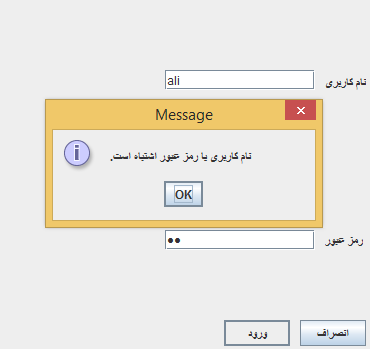 نام کاربری
ali
Message
نام کاربری یا رمز عبور اشتباه است.
OK
رمز عبور
ورود
انصراف